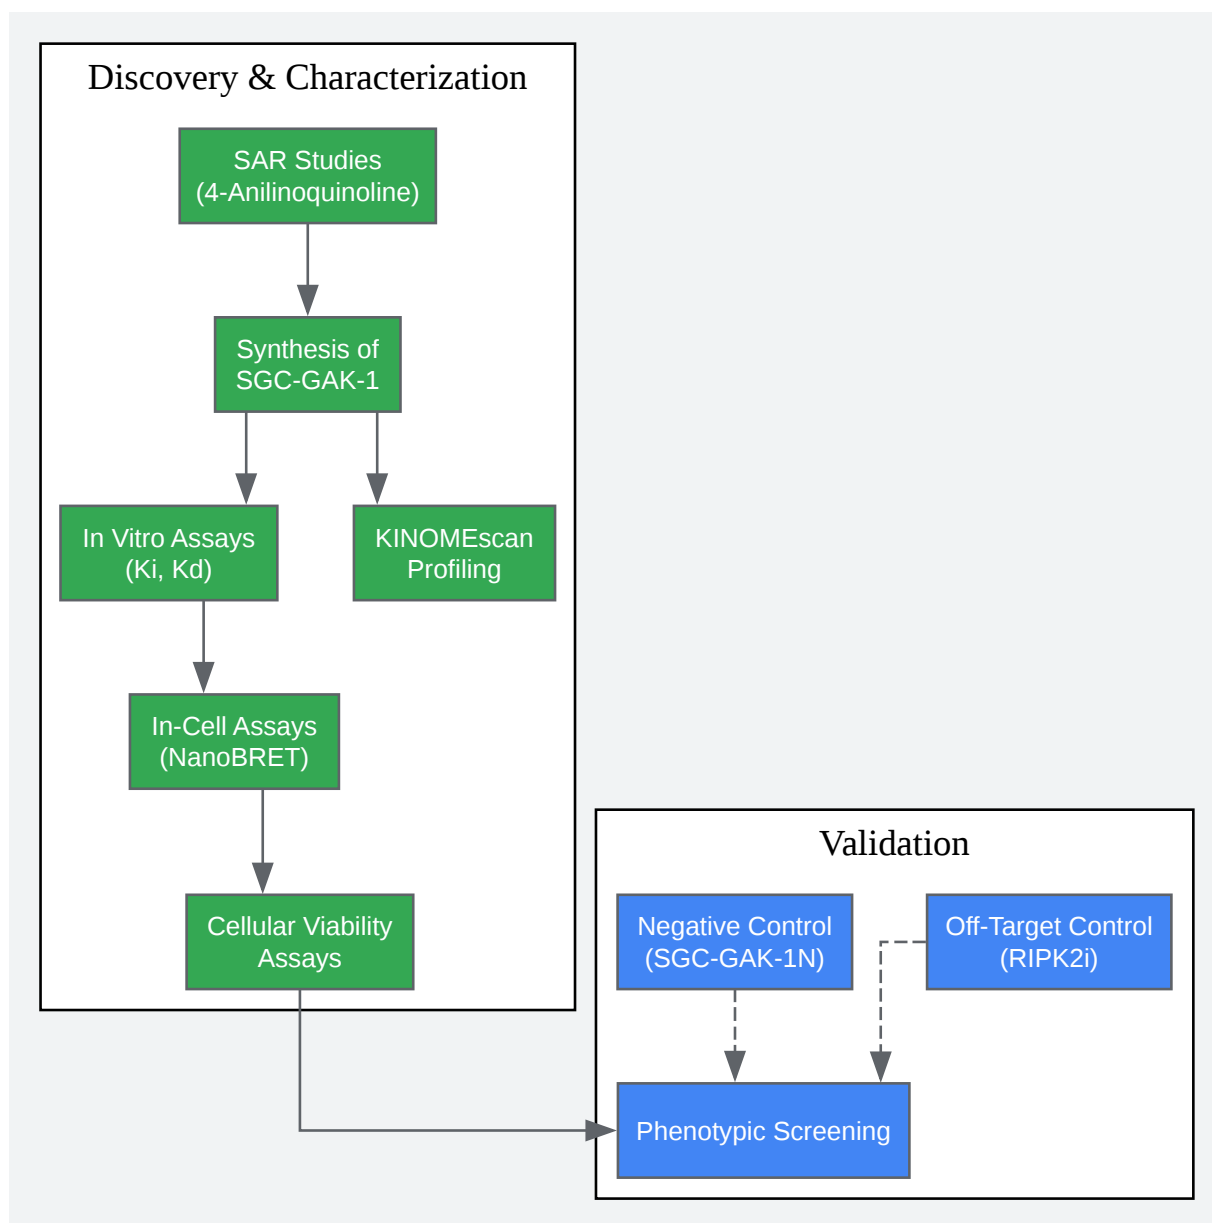 Discovery & Characterization
SAR Studies
(4-Anilinoquinoline)
Synthesis of
SGC-GAK-1
In Vitro Assays
(Ki, Kd)
KINOMEscan
Profiling
In-Cell Assays
(NanoBRET)
Cellular Viability
Assays
Validation
Negative Control
(SGC-GAK-1N)
Off-Target Control
(RIPK2i)
Phenotypic Screening